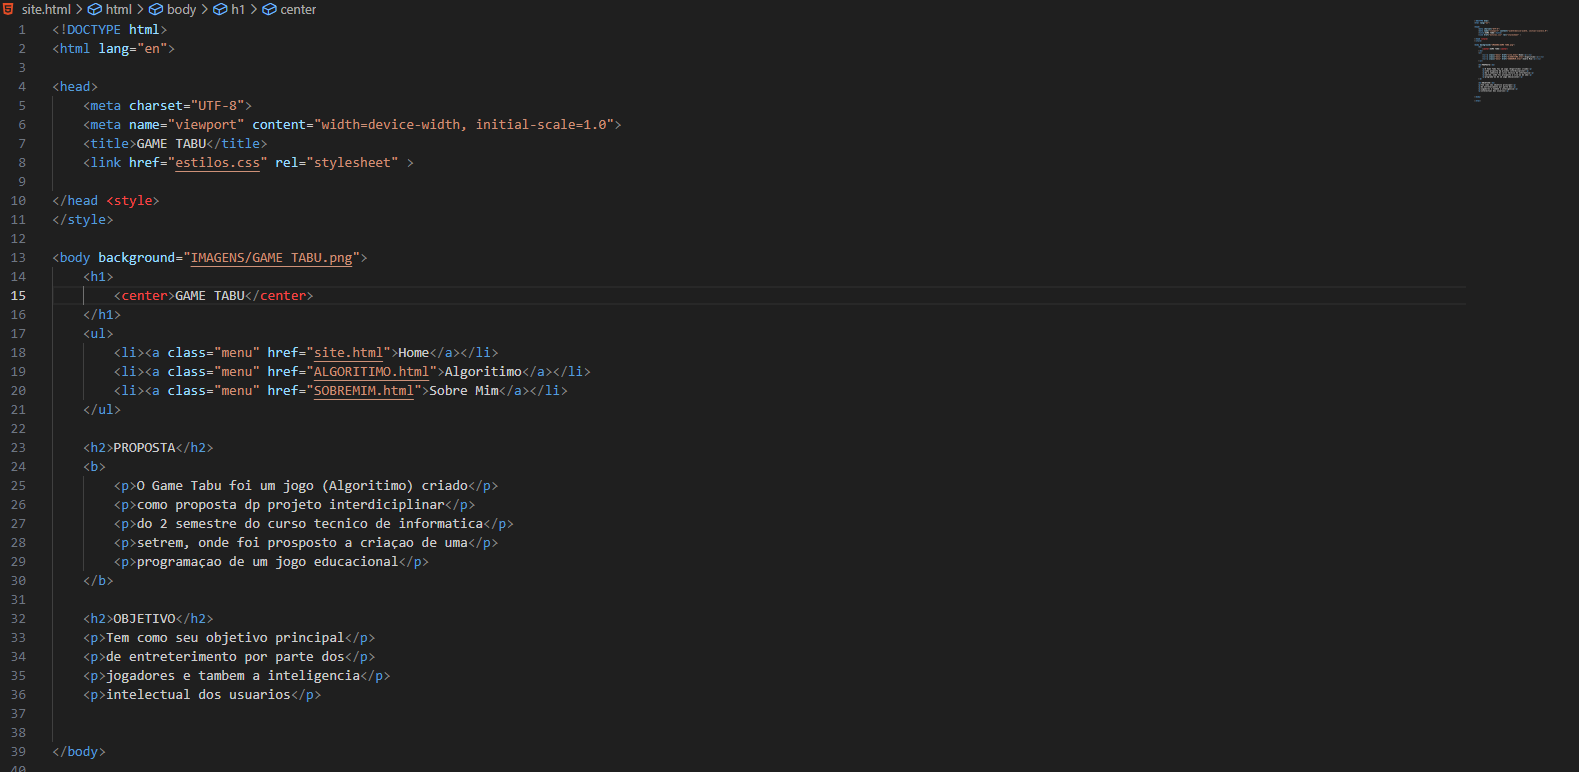 site.html > html > body > h1 > center
1 <!DOCTYPE html>
2 <html lang="en">
3
4 <head>
5     <meta charset="UTF-8">
6     <meta name="viewport" content="width=device-width, initial-scale=1.0">
7     <title>GAME TABU</title>
8     <link href="estilos.css" rel="stylesheet" >
9
10 </head <style>
11 </style>
12
13 <body background="IMAGENS/GAME TABU.png">
14     <h1>
15         <center>GAME TABU</center>
16     </h1>
17     <ul>
18         <li><a class="menu" href="site.html">Home</a></li>
19         <li><a class="menu" href="ALGORITIMO.html">Algoritimo</a></li>
20         <li><a class="menu" href="SOBREMIM.html">Sobre Mim</a></li>
21     </ul>
22
23     <h2>PROPOSTA</h2>
24     <b>
25         <p>O Game Tabu foi um jogo (Algoritimo) criado</p>
26         <p>como proposta dp projeto interdiciplinar</p>
27         <p>do 2 semestre do curso tecnico de informatica</p>
28         <p>setrem, onde foi prosposto a criaçao de uma</p>
29         <p>programaçao de um jogo educacional</p>
30     </b>
31
32     <h2>OBJETIVO</h2>
33     <p>Tem como seu objetivo principal</p>
34     <p>de entreterimento por parte dos</p>
35     <p>jogadores e tambem a inteligencia</p>
36     <p>intelectual dos usuarios</p>
37
38
39 </body>
40